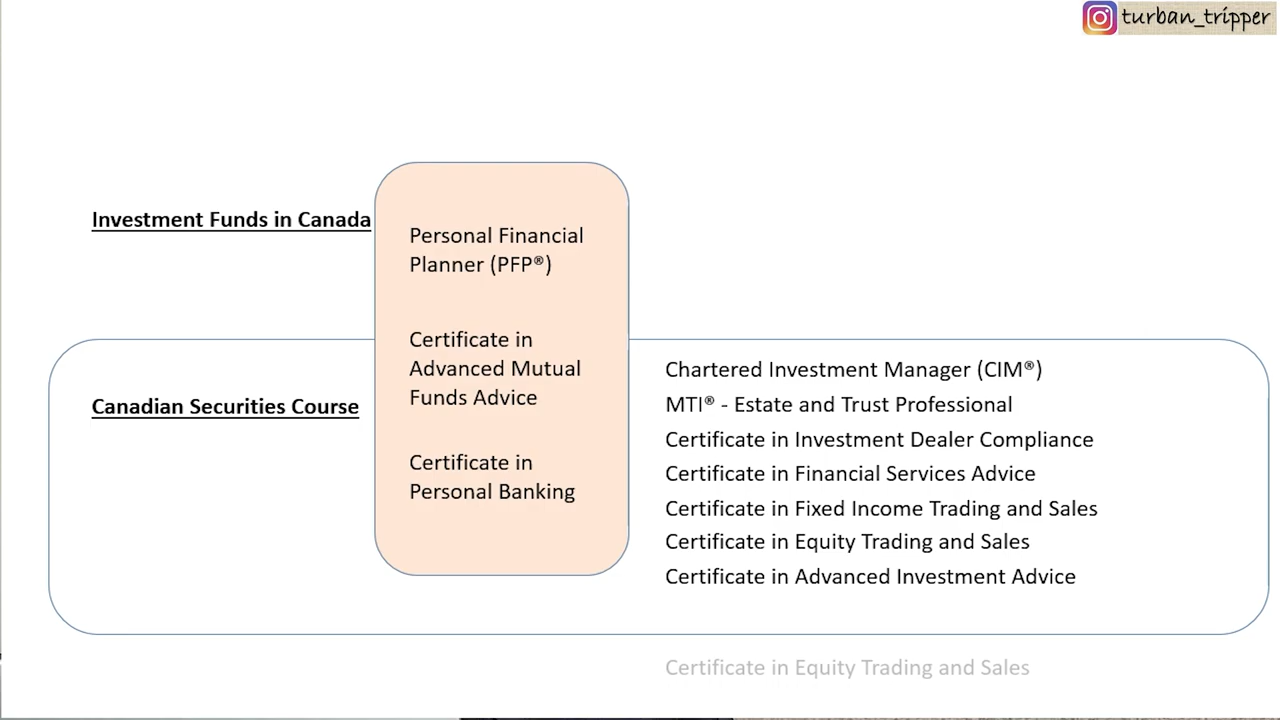 turban_tripper
Investment Funds in Canada
Personal Financial
Planner (PFP®)
Certificate in
Advanced Mutual
Funds Advice
Canadian Securities Course
Certificate in
Personal Banking
Chartered Investment Manager (CIM®)
MTI® - Estate and Trust Professional
Certificate in Investment Dealer Compliance
Certificate in Financial Services Advice
Certificate in Fixed Income Trading and Sales
Certificate in Equity Trading and Sales
Certificate in Advanced Investment Advice
Certificate in Equity Trading and Sales